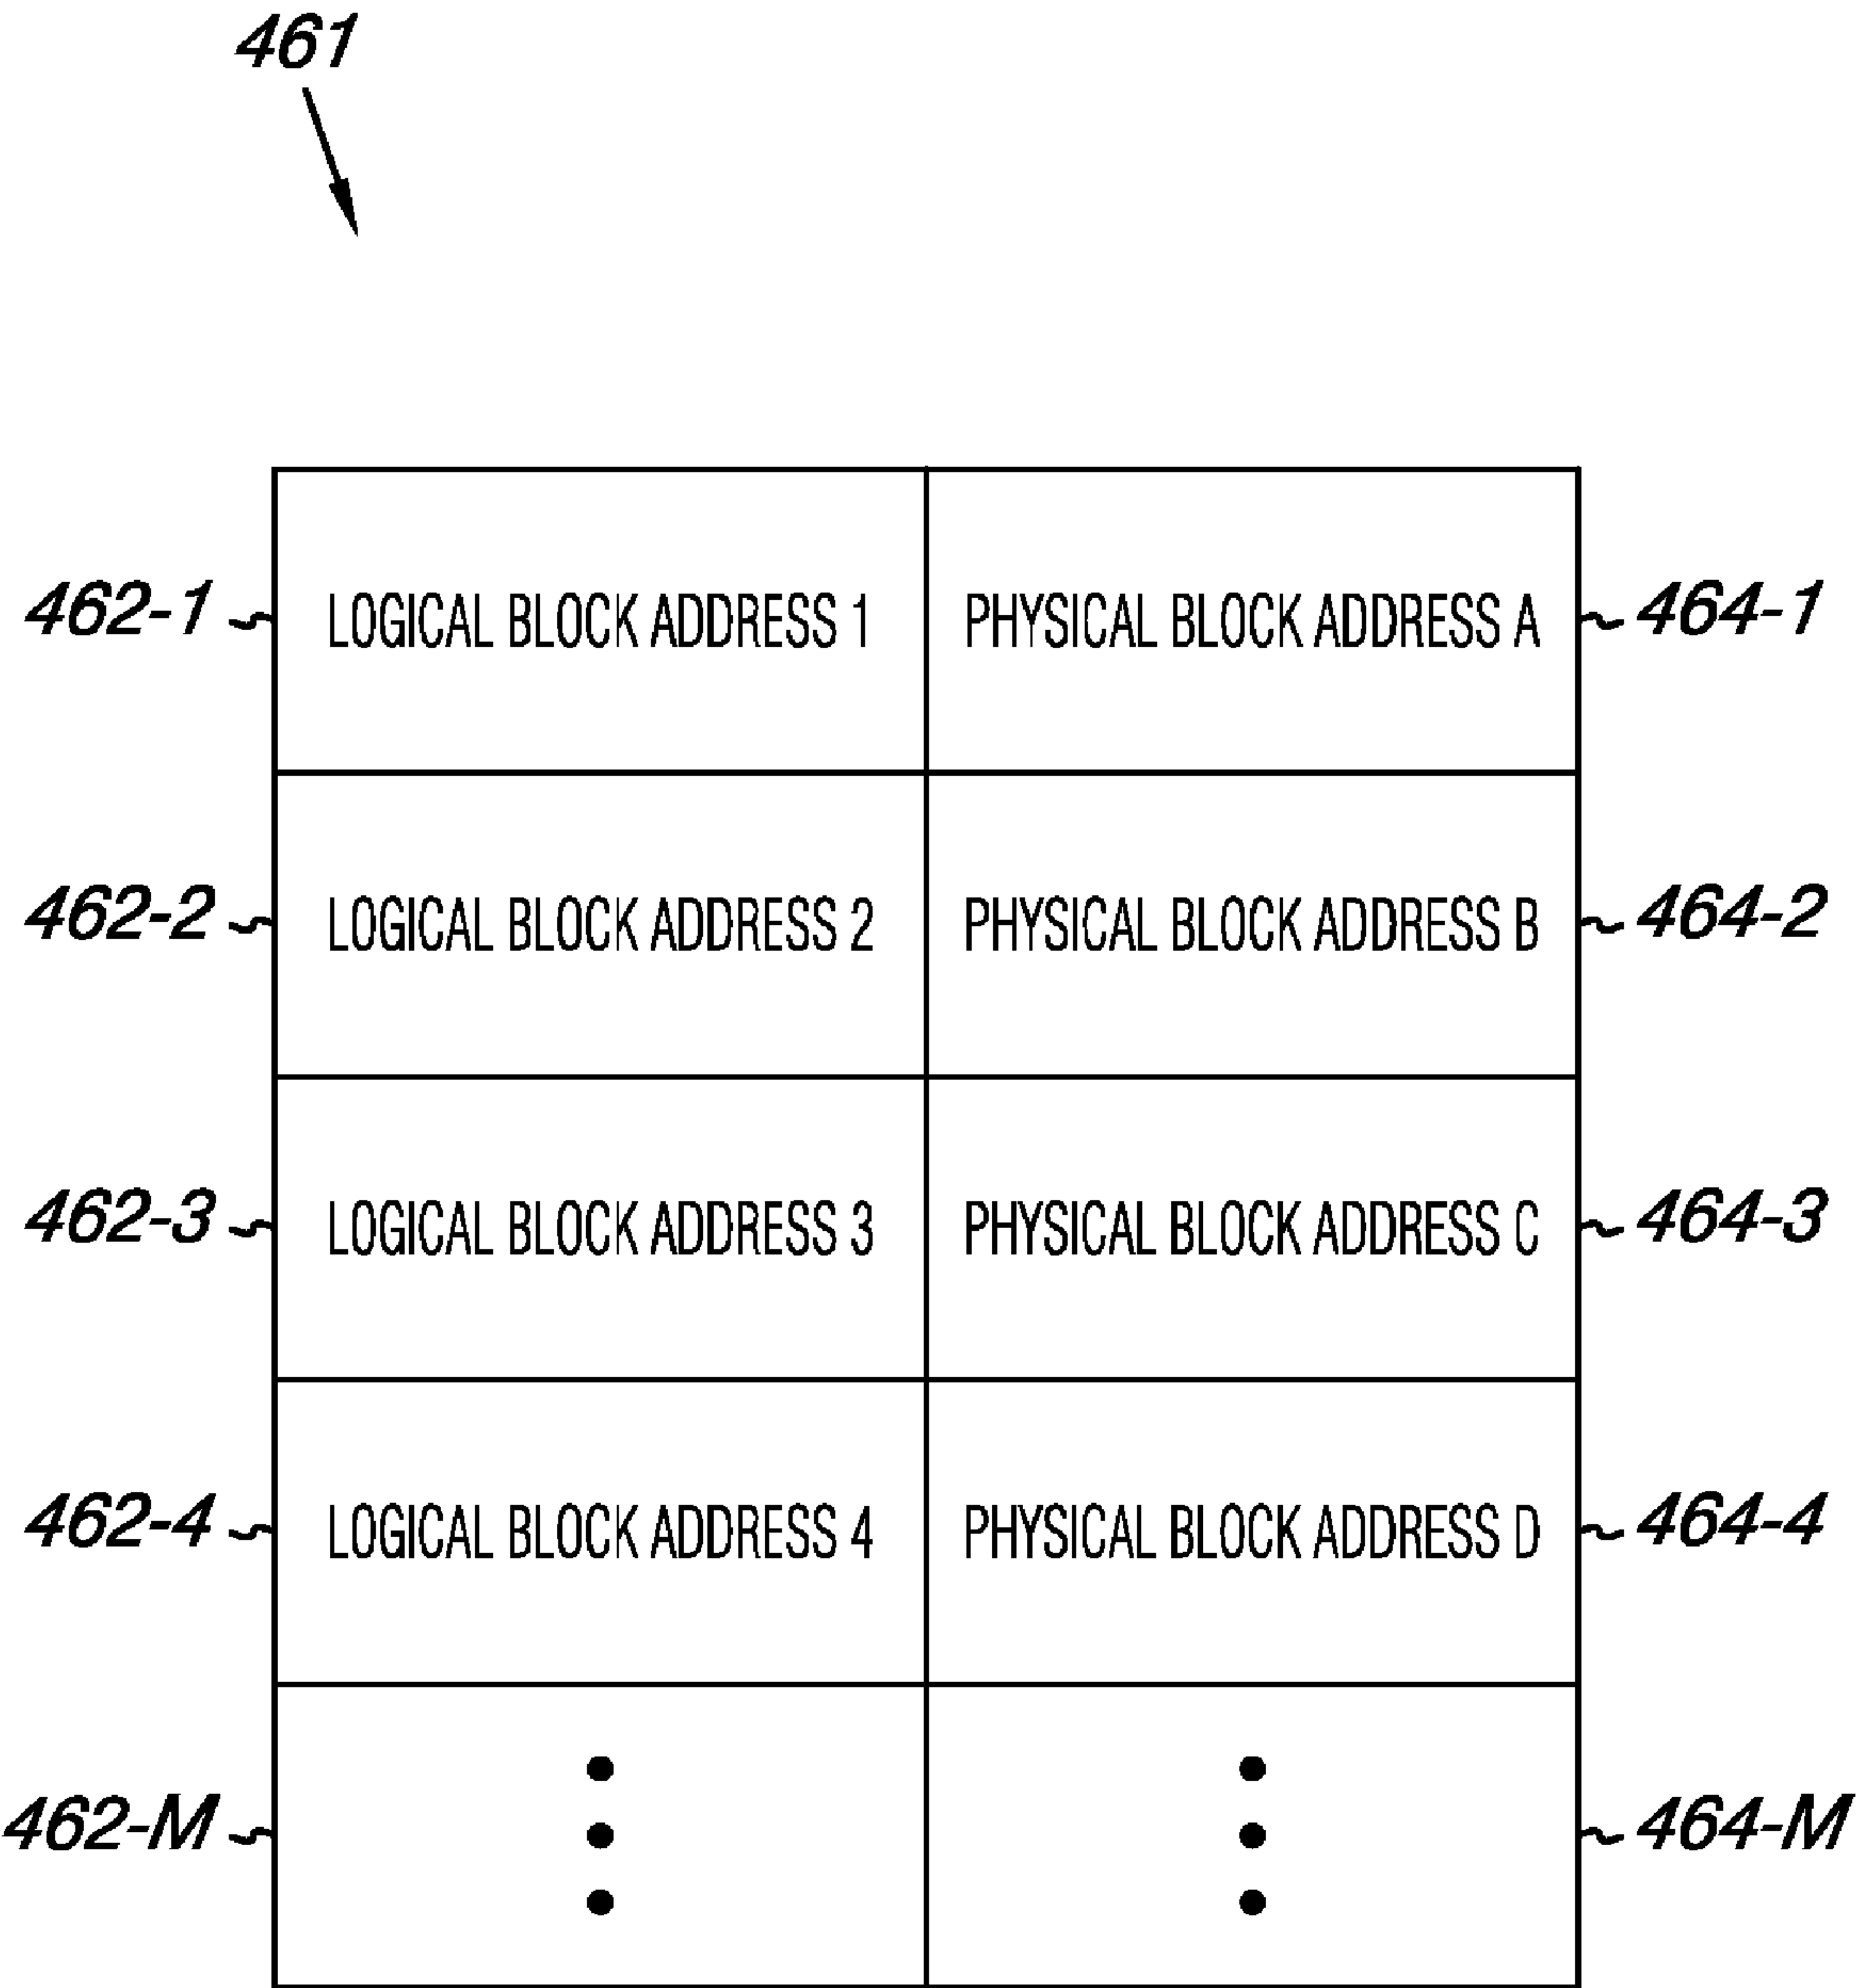 461
462-1 LOGICAL BLOCK ADDRESS 1 PHYSICAL BLOCK ADDRESS A 464-1
462-2 LOGICAL BLOCK ADDRESS 2 PHYSICAL BLOCK ADDRESS B 464-2
462-3 LOGICAL BLOCK ADDRESS 3 PHYSICAL BLOCK ADDRESS C 464-3
462-4 LOGICAL BLOCK ADDRESS 4 PHYSICAL BLOCK ADDRESS D 464-4
462-M 464-M